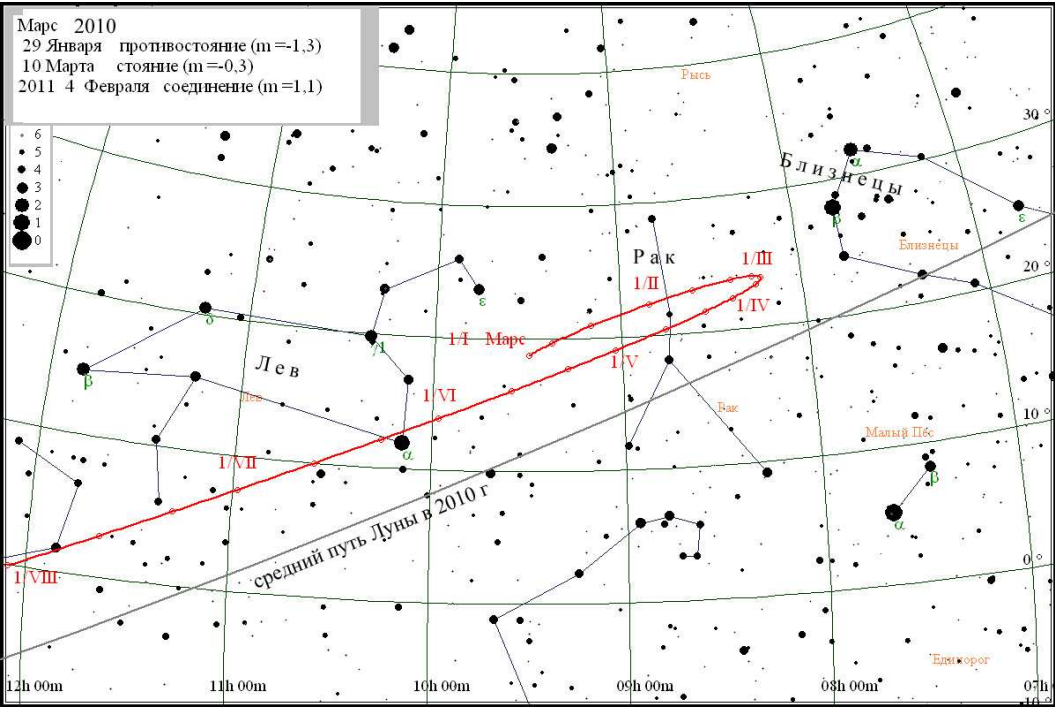 Марс 2010
29 Января противостояние (m =-1,3)
10 Марта стояние (m =-0,3)
2011 4 Февраля соединение (m =1,1)
6
5
4
3
2
1
0
Рысь
30 °
α
Близнецы
β
ε
Близнецы
20 °
Рак
1/III
1/II
1/IV
ε
δ
γ1
1/I Марс
1/V
β
Лев
Лев
1/VI
Рак
10 °
Малый Пёс
α
β
1/VII
α
средний путь Луны в 2010 г
0 °
1/VIII
Единорог
12h 00m
11h 00m
10h 00m
09h 00m
08h 00m
07h
-10 °